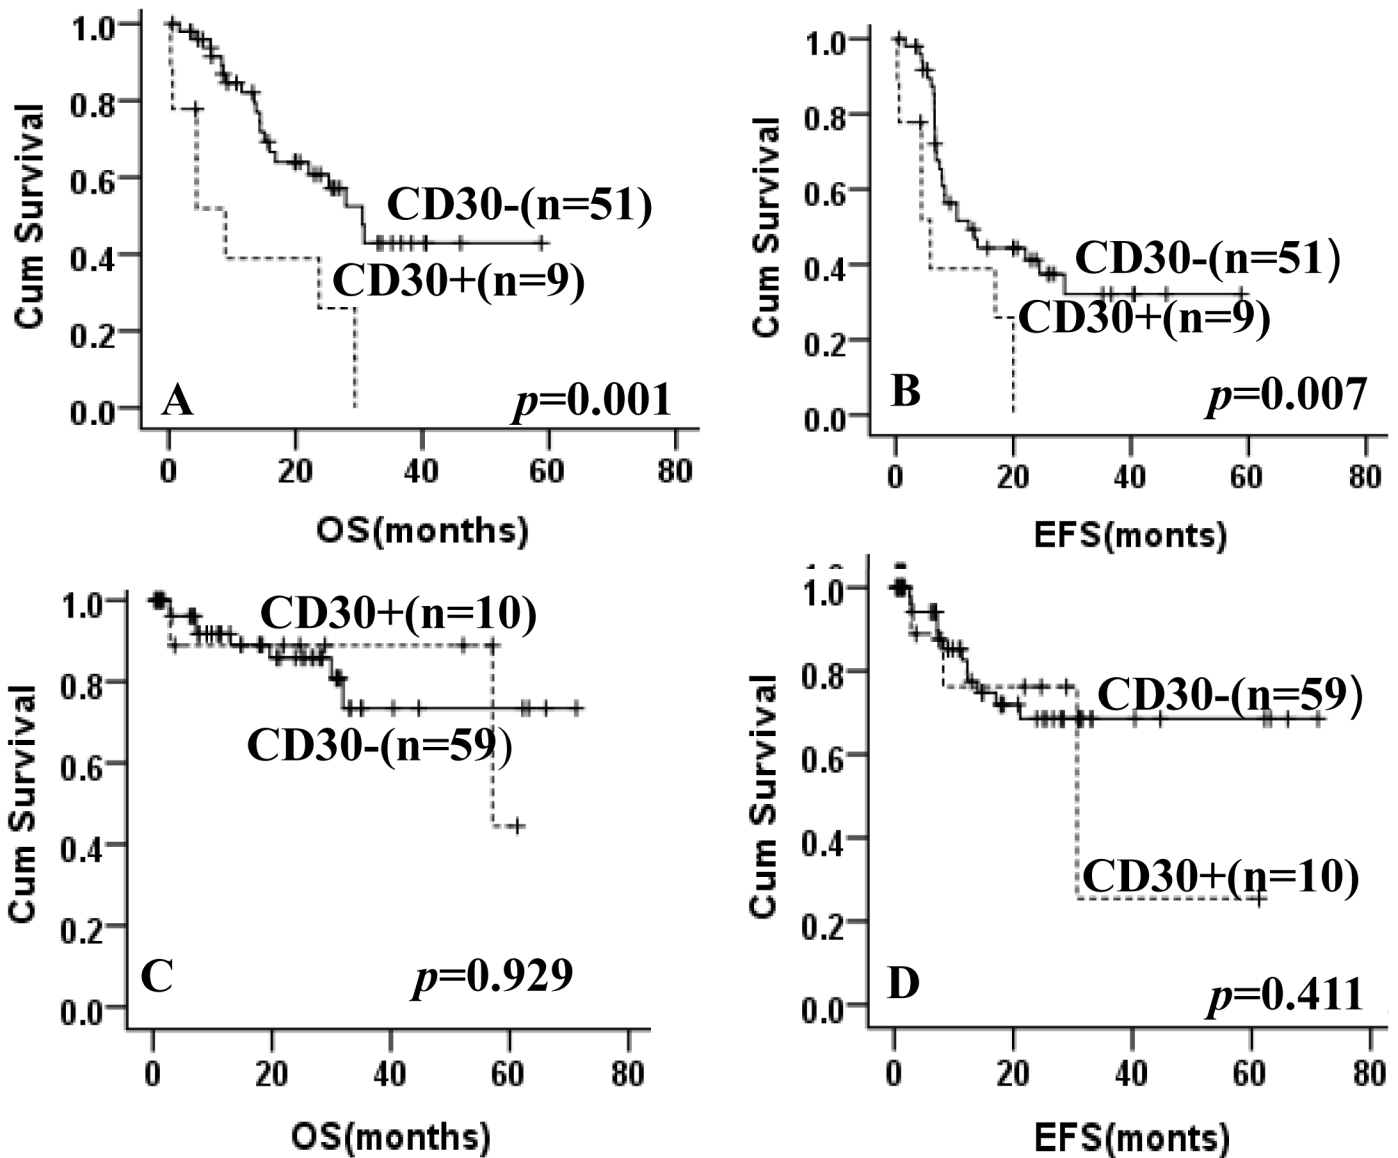 Cum Survival
1.0
0.8
0.6
0.4
0.2
0.0
CD30-(n=51)
CD30+(n=9)
A
p=0.001
0 20 40 60 80
OS(months)
Cum Survival
1.0
0.8
0.6
0.4
0.2
0.0
CD30-(n=51)
CD30+(n=9)
B
p=0.007
0 20 40 60 80
EFS(monts)
Cum Survival
1.0
0.8
0.6
0.4
0.2
0.0
CD30+(n=10)
CD30-(n=59)
C
p=0.929
0 20 40 60 80
OS(months)
Cum Survival
1.0
0.8
0.6
0.4
0.2
0.0
CD30-(n=59)
CD30+(n=10)
D
p=0.411
0 20 40 60 80
EFS(monts)